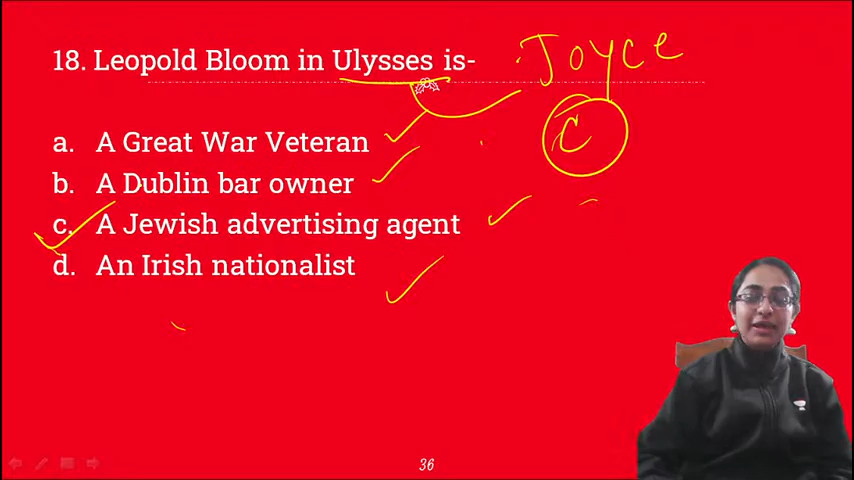 18. Leopold Bloom in Ulysses is-
Joyce
a. A Great War Veteran
C
b. A Dublin bar owner
c. A Jewish advertising agent
d. An Irish nationalist
36